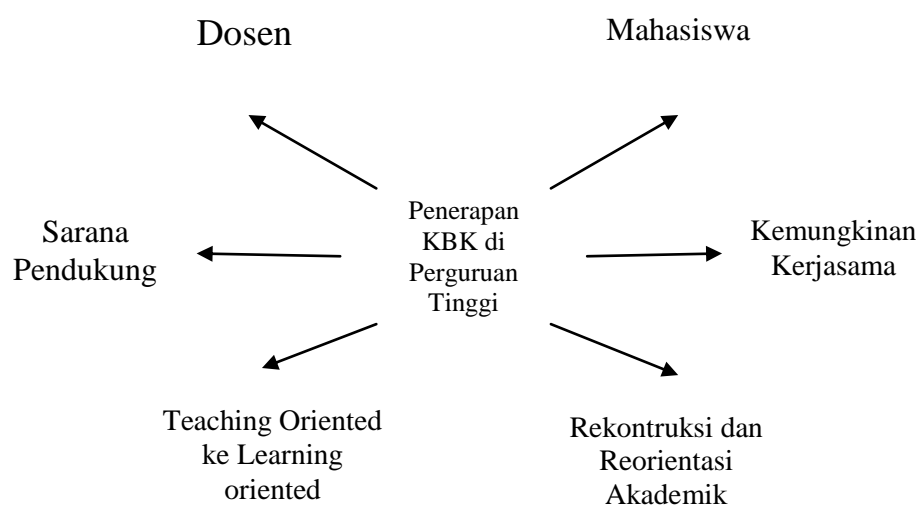 Dosen
Mahasiswa
Penerapan
KBK di
Perguruan
Tinggi
Sarana
Pendukung
Kemungkinan
Kerjasama
Teaching Oriented
ke Learning
oriented
Rekontruksi dan
Reorientasi
Akademik